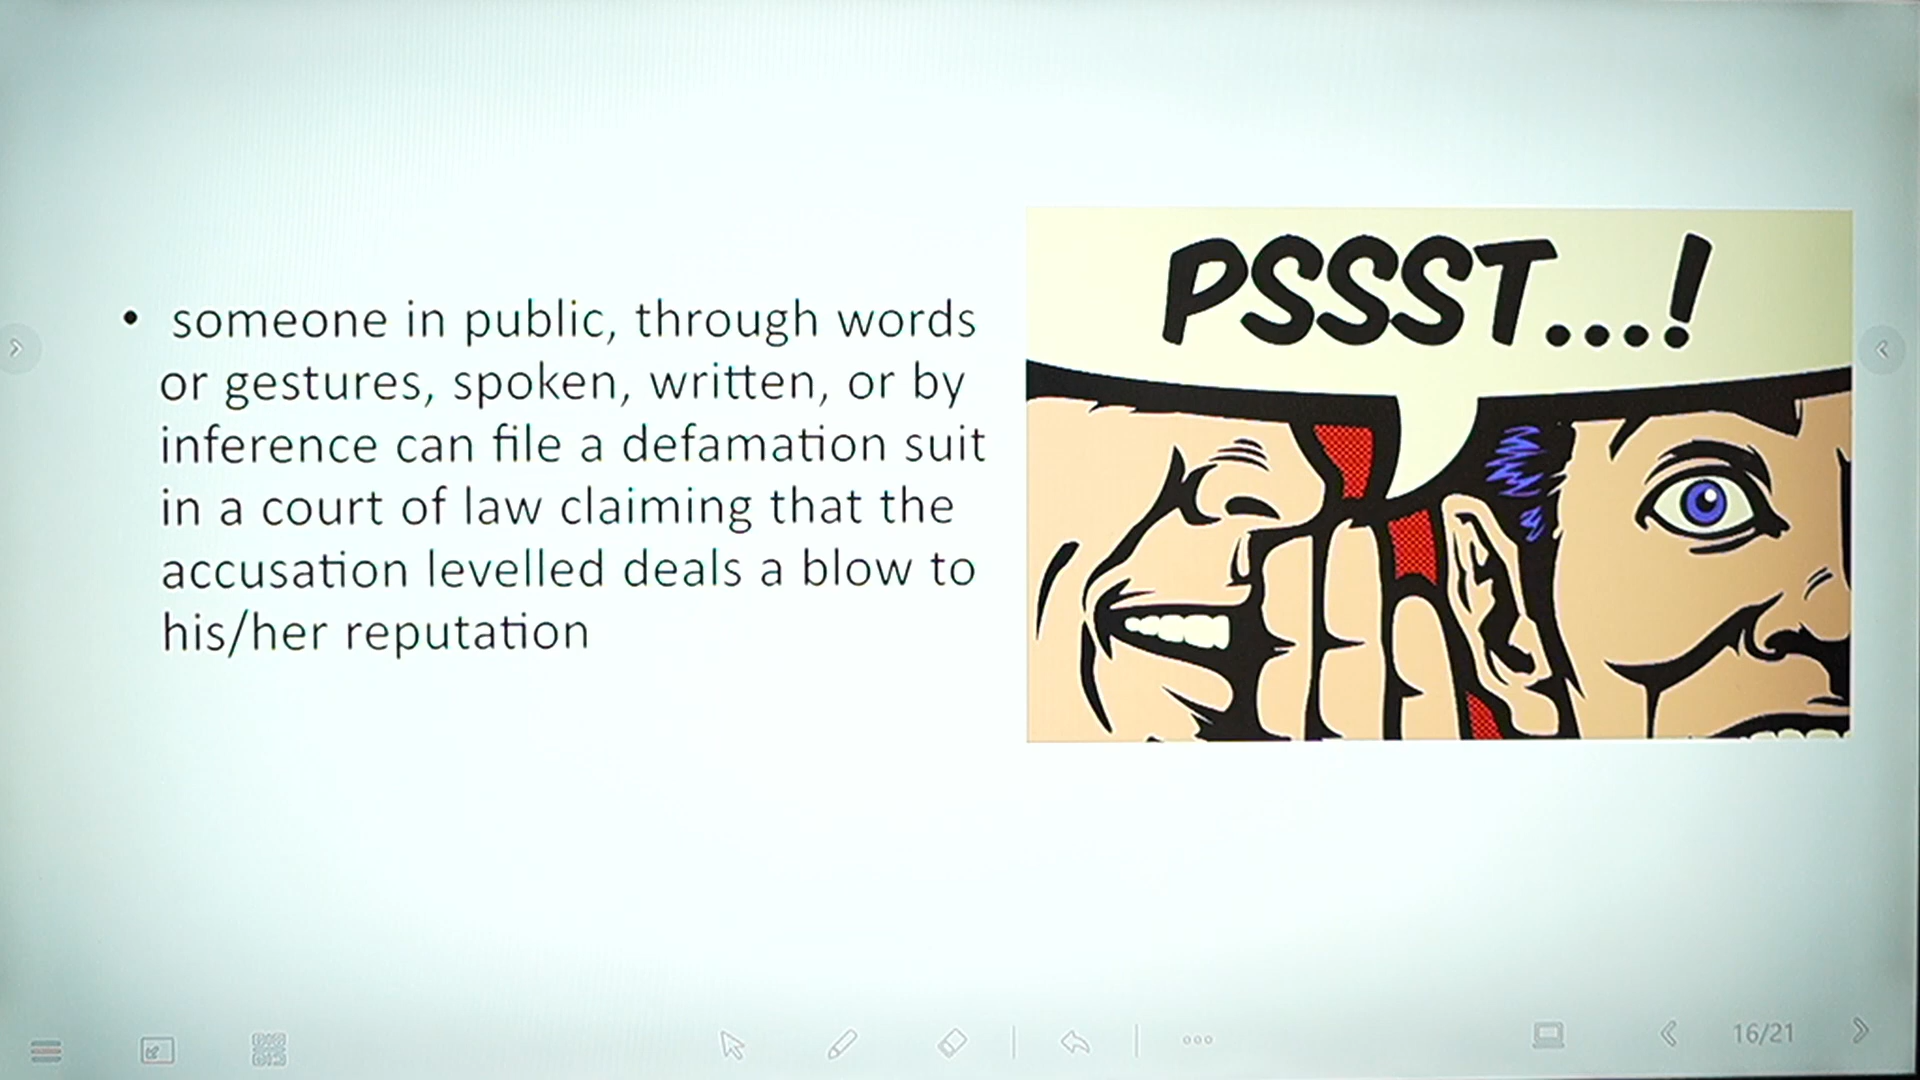 • someone in public, through words
or gestures, spoken, written, or by
inference can file a defamation suit
in a court of law claiming that the
accusation levelled deals a blow to
his/her reputation
PSSST...!
16/21